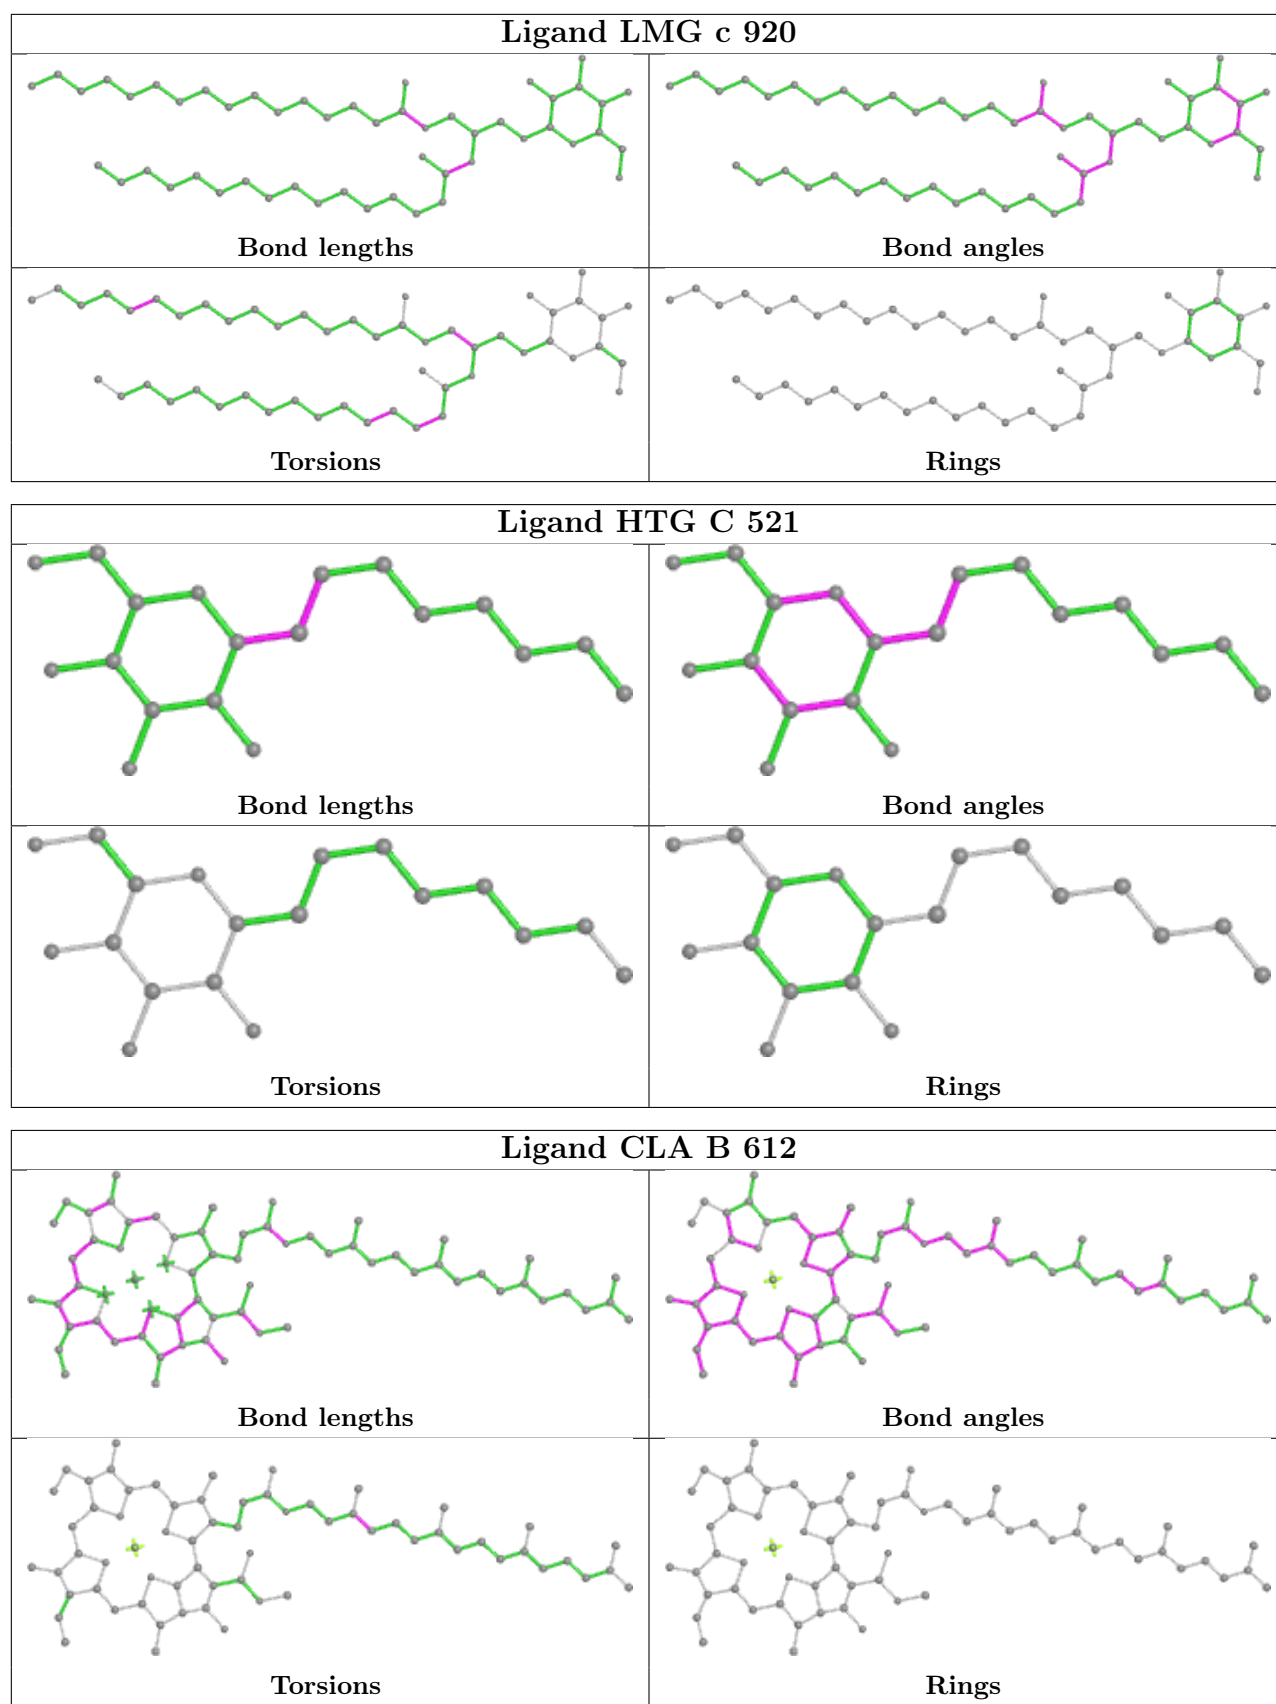 Ligand LMG c 920
Bond lengths
Bond angles
Torsions
Rings
Ligand HTG C 521
Bond lengths
Bond angles
Torsions
Rings
Ligand CLA B 612
Bond lengths
Bond angles
Torsions
Rings